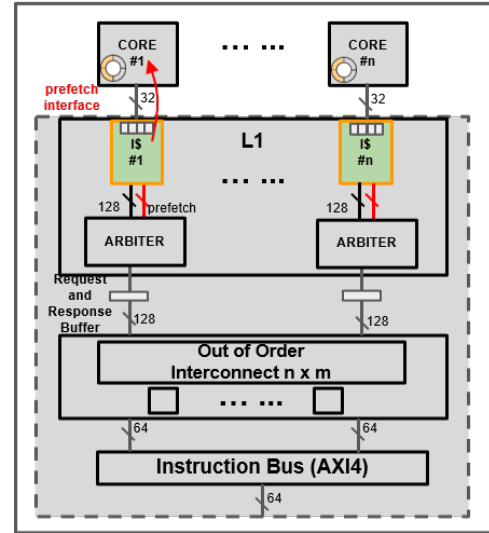 CORE
#1
... ...
CORE
#n
prefetch
interface
32
32
I$
#1
L1
I$
#n
... ...
128
prefetch
128
ARBITER
ARBITER
Request
and
Response
Buffer
128
128
Out of Order
Interconnect n x m
... ...
64
64
Instruction Bus (AXI4)
64